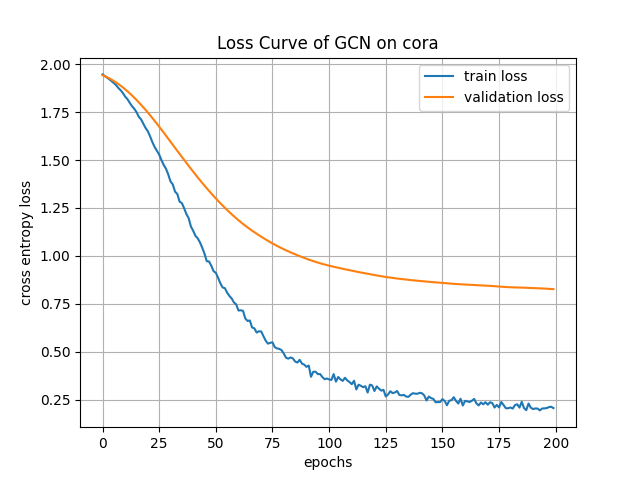 Loss Curve of GCN on cora
train loss
validation loss
cross entropy loss
2.00
1.75
1.50
1.25
1.00
0.75
0.50
0.25
0 25 50 75 100 125 150 175 200
epochs